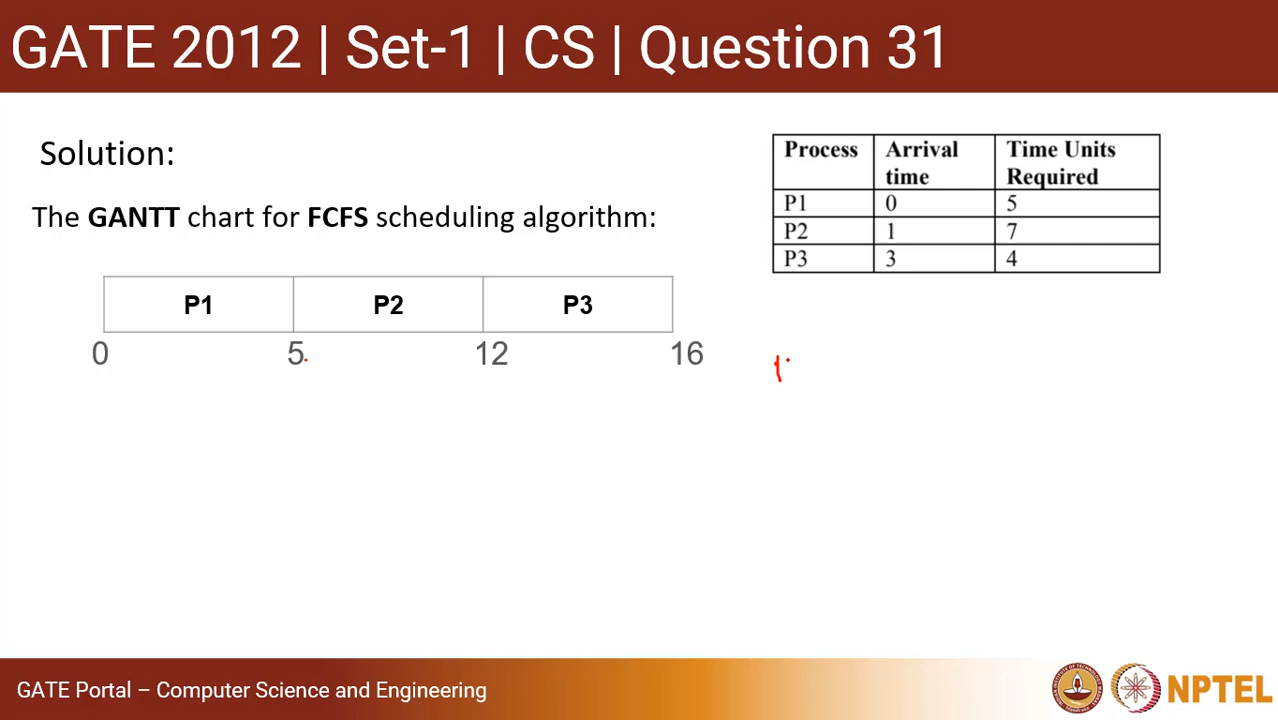 GATE 2012 | Set-1 | CS | Question 31
Solution:
The GANTT chart for FCFS scheduling algorithm:
P1 P2 P3
0 5 12 16
Process Arrival time Time Units Required
P1 0 5
P2 1 7
P3 3 4
GATE Portal – Computer Science and Engineering
NPTEL